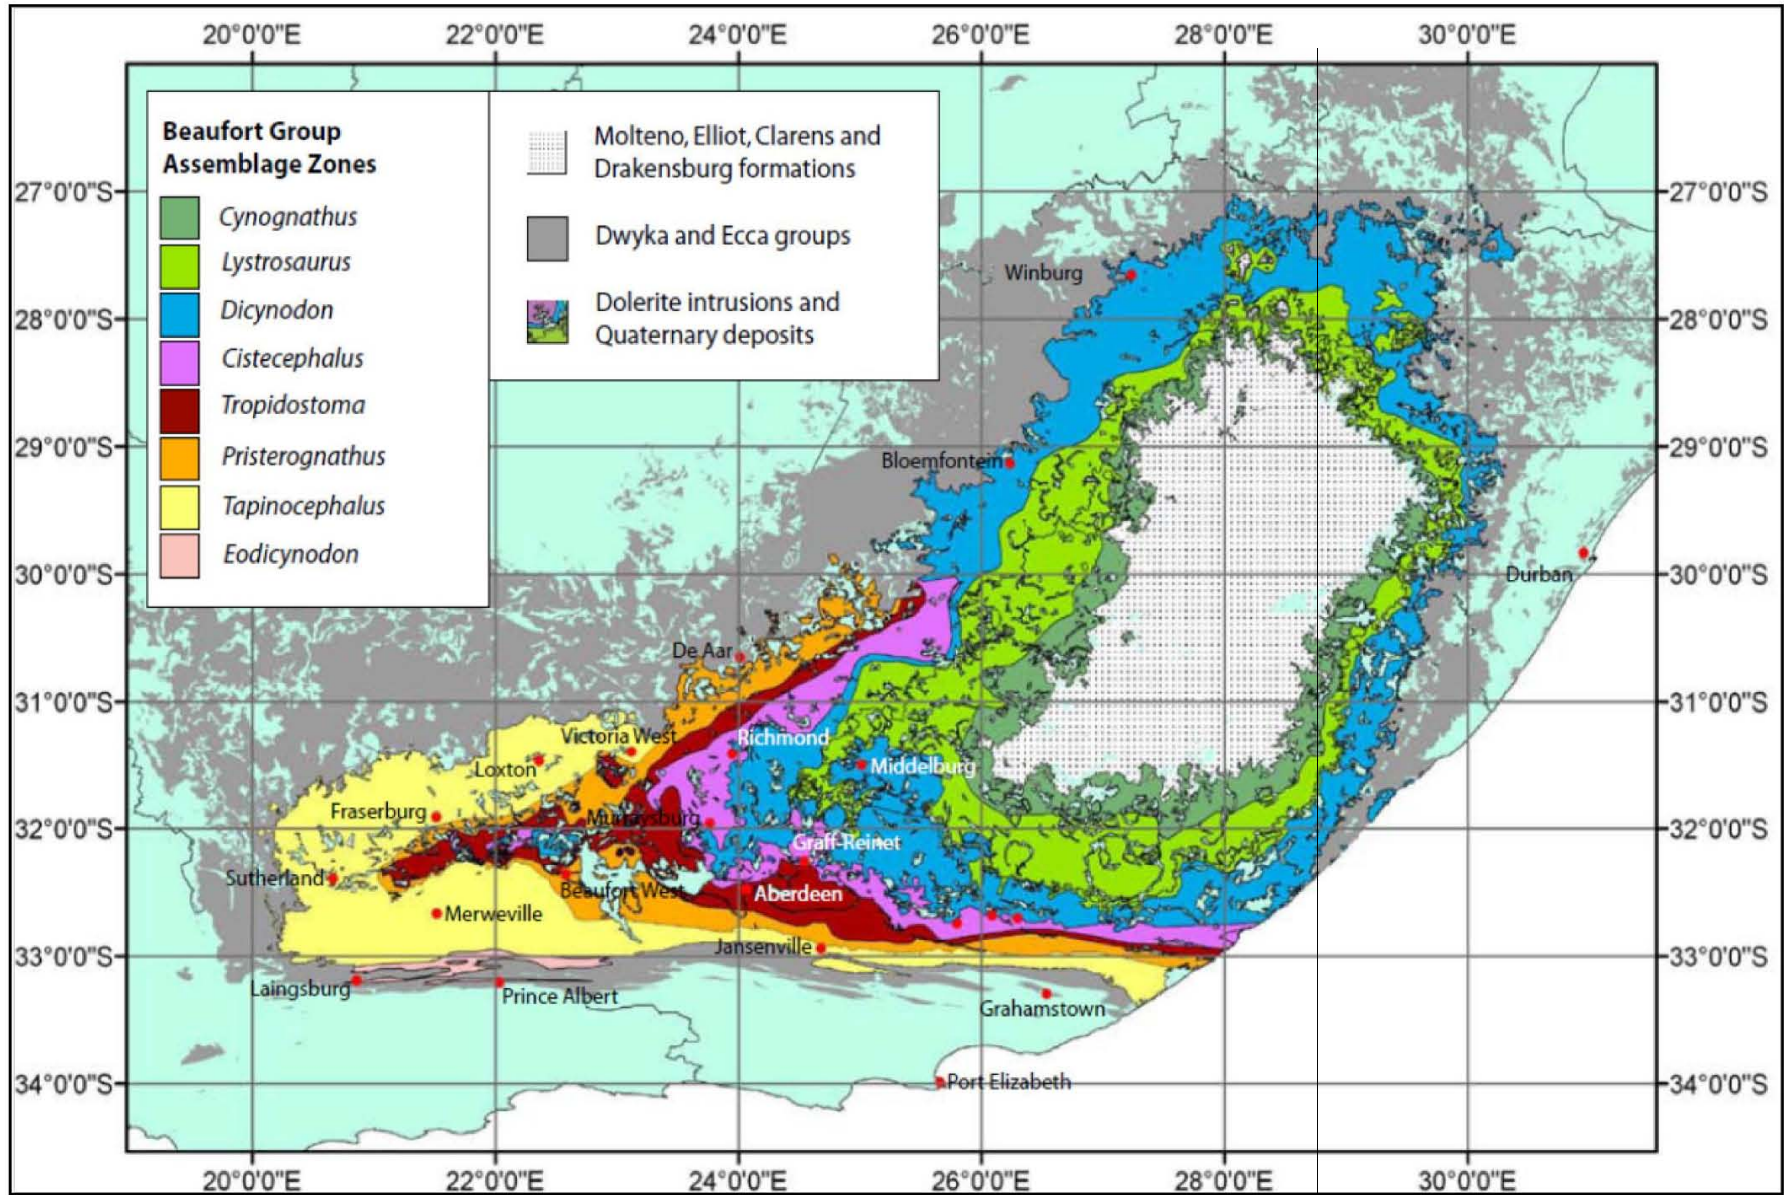 20°0'0"E 22°0'0"E 24°0'0"E 26°0'0"E 28°0'0"E 30°0'0"E
Beaufort Group
Assemblage Zones
Cynognathus
Lystrosaurus
Dicynodon
Cistecephalus
Tropidostoma
Pristerognathus
Tapinocephalus
Eodicynodon
Molteno, Elliot, Clarens and
Drakensburg formations
Dwyka and Ecca groups
Dolerite intrusions and
Quaternary deposits
27°0'0"S 27°0'0"S
Winburg
28°0'0"S 28°0'0"S
29°0'0"S 29°0'0"S
Bloemfontein
30°0'0"S 30°0'0"S
Durban
De Aar
31°0'0"S 31°0'0"S
Victoria West Richmond
Loxton Middelburg
Fraserburg Murraysburg
32°0'0"S 32°0'0"S
Graff-Reinet
Sutherland Beaufort West Aberdeen
Merweville
Jansenville
33°0'0"S 33°0'0"S
Laingsburg Prince Albert
Grahamstown
34°0'0"S Port Elizabeth 34°0'0"S
20°0'0"E 22°0'0"E 24°0'0"E 26°0'0"E 28°0'0"E 30°0'0"E